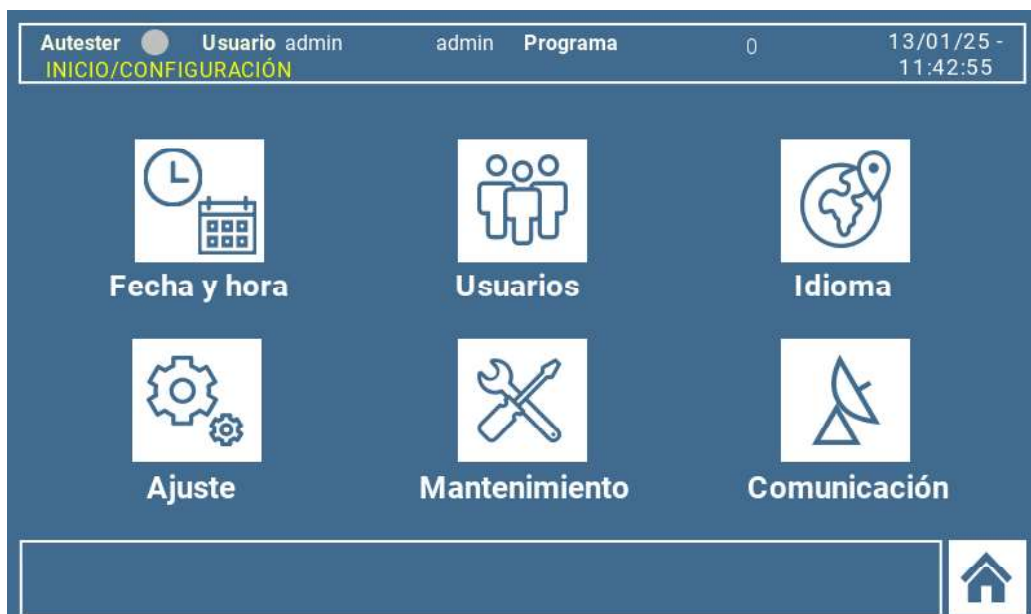 Autester Usuario admin admin Programa 0 13/01/25 -
INICIO/CONFIGURACIÓN 11:42:55
Fecha y hora Usuarios Idioma
Ajuste Mantenimiento Comunicación